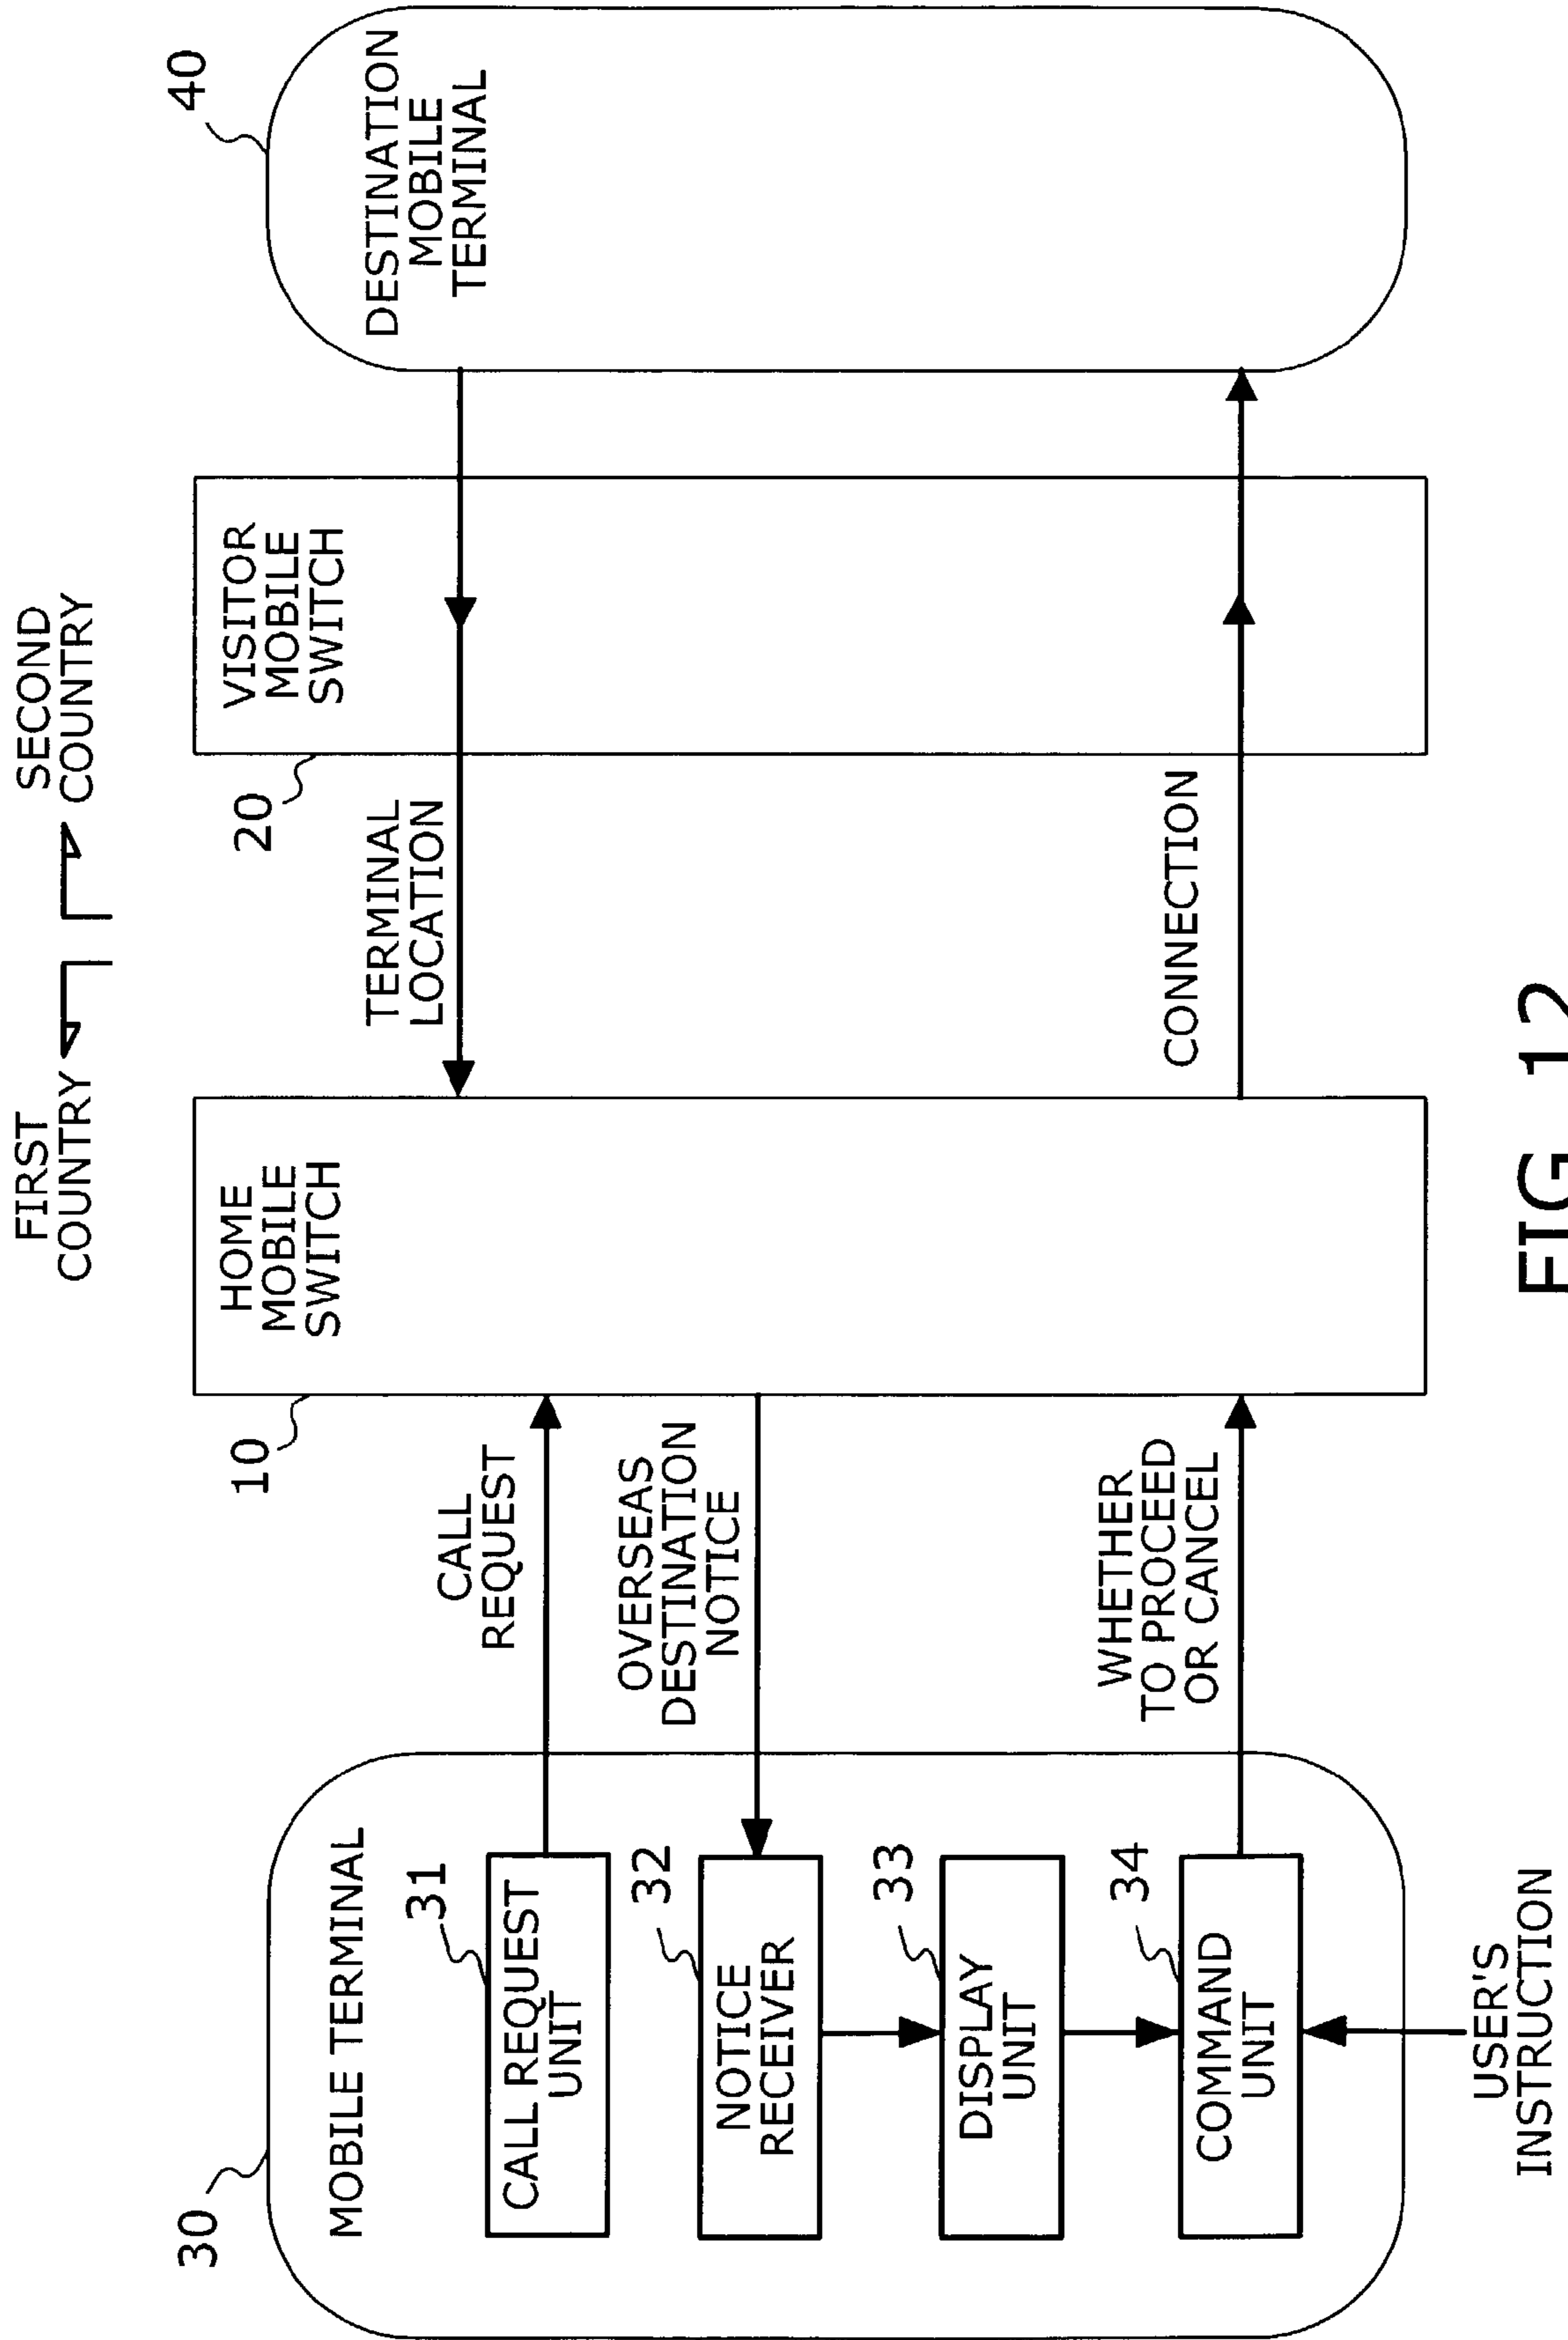 FIRST
COUNTRY
SECOND
COUNTRY
30
MOBILE TERMINAL
31
CALL REQUEST
UNIT
32
NOTICE
RECEIVER
33
DISPLAY
UNIT
34
COMMAND
UNIT
USER'S
INSTRUCTION
CALL
REQUEST
OVERSEAS
DESTINATION
NOTICE
WHETHER
TO PROCEED
OR CANCEL
10
HOME
MOBILE
SWITCH
TERMINAL
LOCATION
CONNECTION
20
VISITOR
MOBILE
SWITCH
40
DESTINATION
MOBILE
TERMINAL
FIG. 12